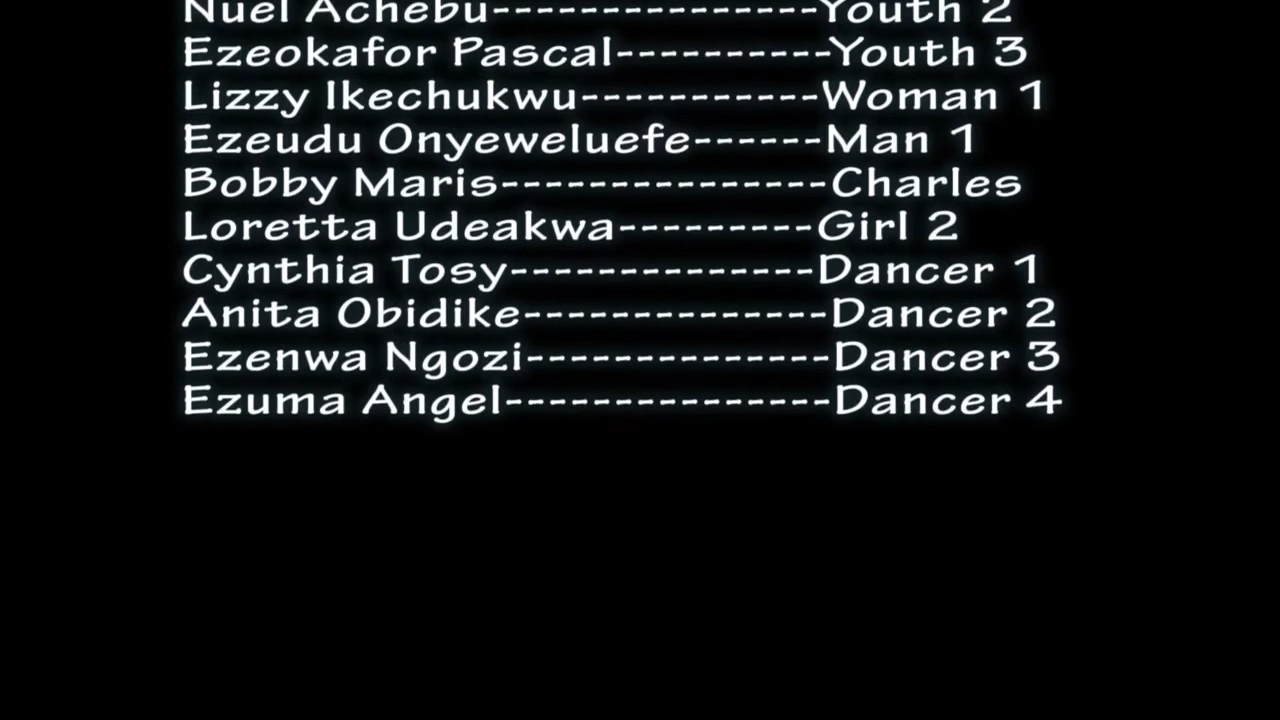 Nuel Achebu---------------Youth 2
Ezeokafor Pascal----------Youth 3
Lizzy Ikechukwu-----------Woman 1
Ezeudu Onyeweluefe------Man 1
Bobby Maris---------------Charles
Loretta Udeakwa---------Girl 2
Cynthia Tosy--------------Dancer 1
Anita Obidike--------------Dancer 2
Ezenwa Ngozi--------------Dancer 3
Ezuma Angel---------------Dancer 4